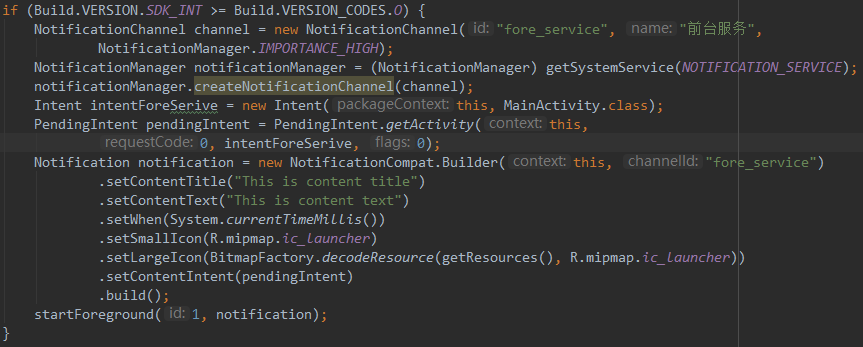 if (Build.VERSION.SDK_INT >= Build.VERSION_CODES.O) {
NotificationChannel channel = new NotificationChannel( id: "fore_service", name: "前台服务",
NotificationManager.IMPORTANCE_HIGH);
NotificationManager notificationManager = (NotificationManager) getSystemService(NOTIFICATION_SERVICE);
notificationManager.createNotificationChannel(channel);
Intent intentForeSerive = new Intent( packageContext: this, MainActivity.class);
PendingIntent pendingIntent = PendingIntent.getActivity( context: this,
requestCode: 0, intentForeSerive, flags: 0);
Notification notification = new NotificationCompat.Builder( context: this, channelId: "fore_service")
.setContentTitle("This is content title")
.setContentText("This is content text")
.setWhen(System.currentTimeMillis())
.setSmallIcon(R.mipmap.ic_launcher)
.setLargeIcon(BitmapFactory.decodeResource(getResources(), R.mipmap.ic_launcher))
.setContentIntent(pendingIntent)
.build();
startForeground( id: 1, notification);
}